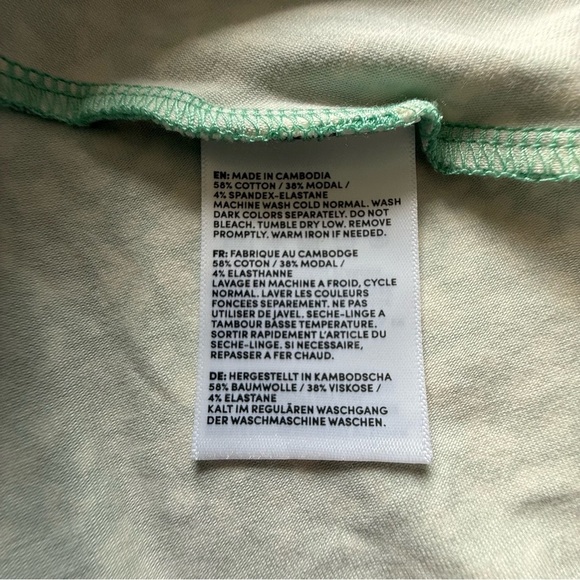 EN: MADE IN CAMBODIA
58% COTTON / 38% MODAL /
4% SPANDEX-ELASTANE
MACHINE WASH COLD NORMAL. WASH
DARK COLORS SEPARATELY. DO NOT
BLEACH. TUMBLE DRY LOW. REMOVE
PROMPTLY. WARM IRON IF NEEDED.
FR: FABRIQUE AU CAMBODGE
58% COTON / 38% MODAL /
4% ELASTHANNE
LAVAGE EN MACHINE A FROID, CYCLE
NORMAL. LAVER LES COULEURS
FONCEES SEPAREMENT. NE PAS
UTILISER DE JAVEL. SECHE-LINGE A
TAMBOUR BASSE TEMPERATURE.
SORTIR RAPIDEMENT L'ARTICLE DU
SECHE-LINGE. SI NECESSAIRE,
REPASSER A FER CHAUD.
DE: HERGESTELLT IN KAMBODSCHA
58% BAUMWOLLE / 38% VISKOSE /
4% ELASTANE
KALT IM REGULÄREN WASCHGANG
DER WASCHMASCHINE WASCHEN.